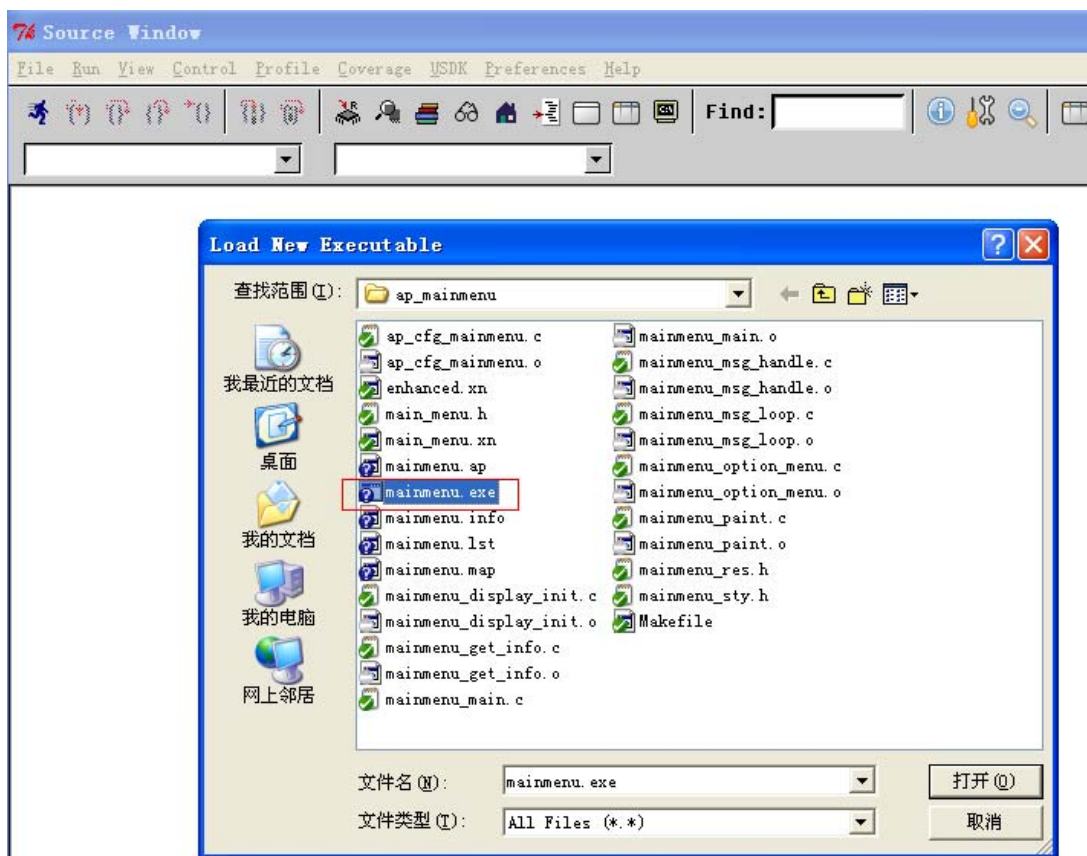 Source Window
File Run View Control Profile Coverage USDK Preferences Help
Find:
Load New Executable
查找范围(I):
ap_mainmenu
我最近的文档
桌面
我的文档
我的电脑
网上邻居
ap_cfg_mainmenu.c
ap_cfg_mainmenu.o
enhanced.xn
main_menu.h
main_menu.xn
mainmenu.ap
mainmenu.exe
mainmenu.info
mainmenu.lst
mainmenu.map
mainmenu_display_init.c
mainmenu_display_init.o
mainmenu_get_info.c
mainmenu_get_info.o
mainmenu_main.c
mainmenu_main.o
mainmenu_msg_handle.c
mainmenu_msg_handle.o
mainmenu_msg_loop.c
mainmenu_msg_loop.o
mainmenu_option_menu.c
mainmenu_option_menu.o
mainmenu_paint.c
mainmenu_paint.o
mainmenu_res.h
mainmenu_sty.h
Makefile
文件名(N):
mainmenu.exe
打开(O)
文件类型(T):
All Files (*.*)
取消